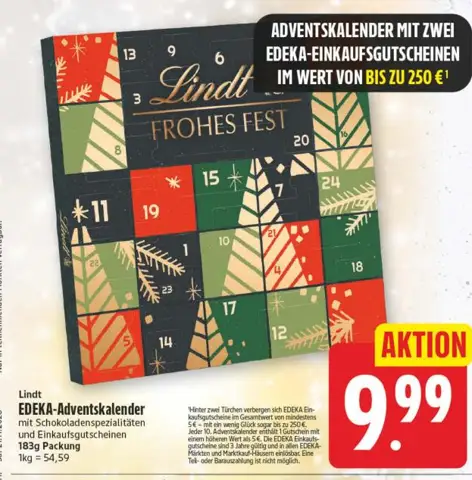 ADVENTSKALENDER MIT ZWEI
EDEKA-EINKAUFSGUTSCHEINEN
IM WERT VON BIS ZU 250 €¹
13
9
6
3
Lindt
FROHES FEST
8
20
16
11
19
15
7
24
22
1
10
21
4
23
18
17
5
14
12
AKTION
9.99
Lindt
EDEKA-Adventskalender
mit Schokoladenspezialitäten
und Einkaufsgutscheinen
183g Packung
1kg = 54,59
¹Hinter zwei Türchen verbergen sich EDEKA Ein-
kaufsgutscheine im Gesamtwert von mindestens
5€ – mit ein wenig Glück sogar bis zu 250€.
Jeder 10. Adventskalender enthält 1 Gutschein mit
einem höheren Wert als 5€. Die EDEKA Einkaufs-
gutscheine sind 3 Jahre gültig und in allen EDEKA-
Märkten und Marktkauf-Häusern einlösbar. Eine
Teil- oder Barauszahlung ist nicht möglich.